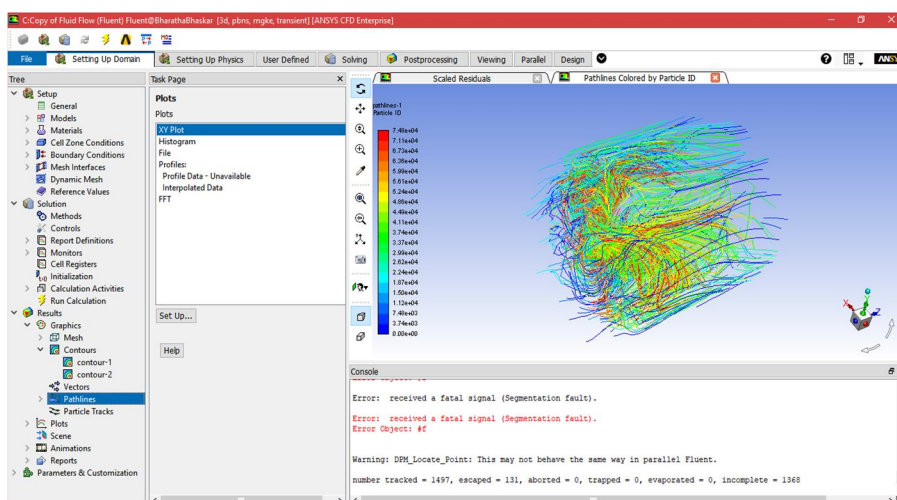 C:Copy of Fluid Flow (Fluent) Fluent@BharathaBhaskar [3d, pbns, rngke, transient] [ANSYS CFD Enterprise]
File
Setting Up Domain
Setting Up Physics
User Defined
Solving
Postprocessing
Viewing
Parallel
Design
ANSY
Tree
Setup
General
Models
Materials
Cell Zone Conditions
Boundary Conditions
Mesh Interfaces
Dynamic Mesh
Reference Values
Solution
Methods
Controls
Report Definitions
Monitors
Cell Registers
Initialization
Calculation Activities
Run Calculation
Results
Graphics
Mesh
Contours
contour-1
contour-2
Vectors
Pathlines
Particle Tracks
Plots
Scene
Animations
Reports
Parameters & Customization
Task Page
Plots
Plots
XY Plot
Histogram
File
Profiles:
Profile Data - Unavailable
Interpolated Data
FFT
Set Up...
Help
Scaled Residuals
Pathlines Colored by Particle ID
pathlines-1
Particle ID
7.48e+04
7.11e+04
6.73e+04
6.36e+04
5.99e+04
5.61e+04
5.24e+04
4.86e+04
4.49e+04
4.11e+04
3.74e+04
3.37e+04
2.99e+04
2.62e+04
2.24e+04
1.87e+04
1.50e+04
1.12e+04
7.48e+03
3.74e+03
0.00e+00
X
Y
Z
Console
Error: received a fatal signal (Segmentation fault).
Error: received a fatal signal (Segmentation fault).
Error Object: #f
Warning: DPM_Locate_Point: This may not behave the same way in parallel Fluent.
number tracked = 1497, escaped = 131, aborted = 0, trapped = 0, evaporated = 0, incomplete = 1368